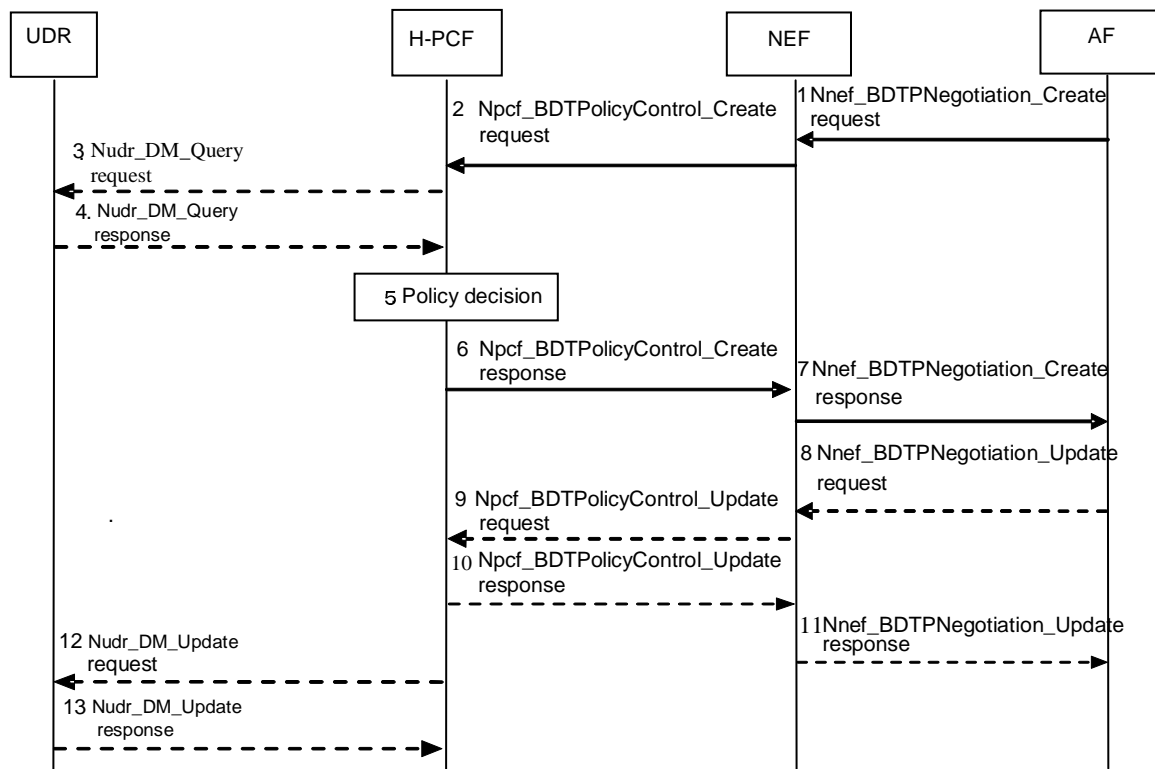 UDR
H-PCF
NEF
AF
1 Nnef_BDTPNegotiation_Create
request
2 Npcf_BDTPolicyControl_Create
request
3 Nudr_DM_Query
request
4. Nudr_DM_Query
response
5 Policy decision
6 Npcf_BDTPolicyControl_Create
response
7 Nnef_BDTPNegotiation_Create
response
8 Nnef_BDTPNegotiation_Update
request
9 Npcf_BDTPolicyControl_Update
request
10 Npcf_BDTPolicyControl_Update
response
11 Nnef_BDTPNegotiation_Update
response
12 Nudr_DM_Update
request
13 Nudr_DM_Update
response